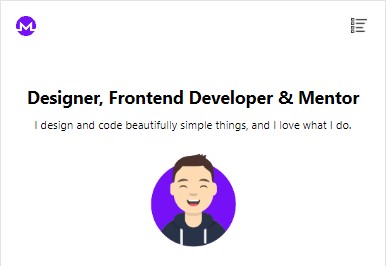 Designer, Frontend Developer & Mentor
I design and code beautifully simple things, and I love what I do.